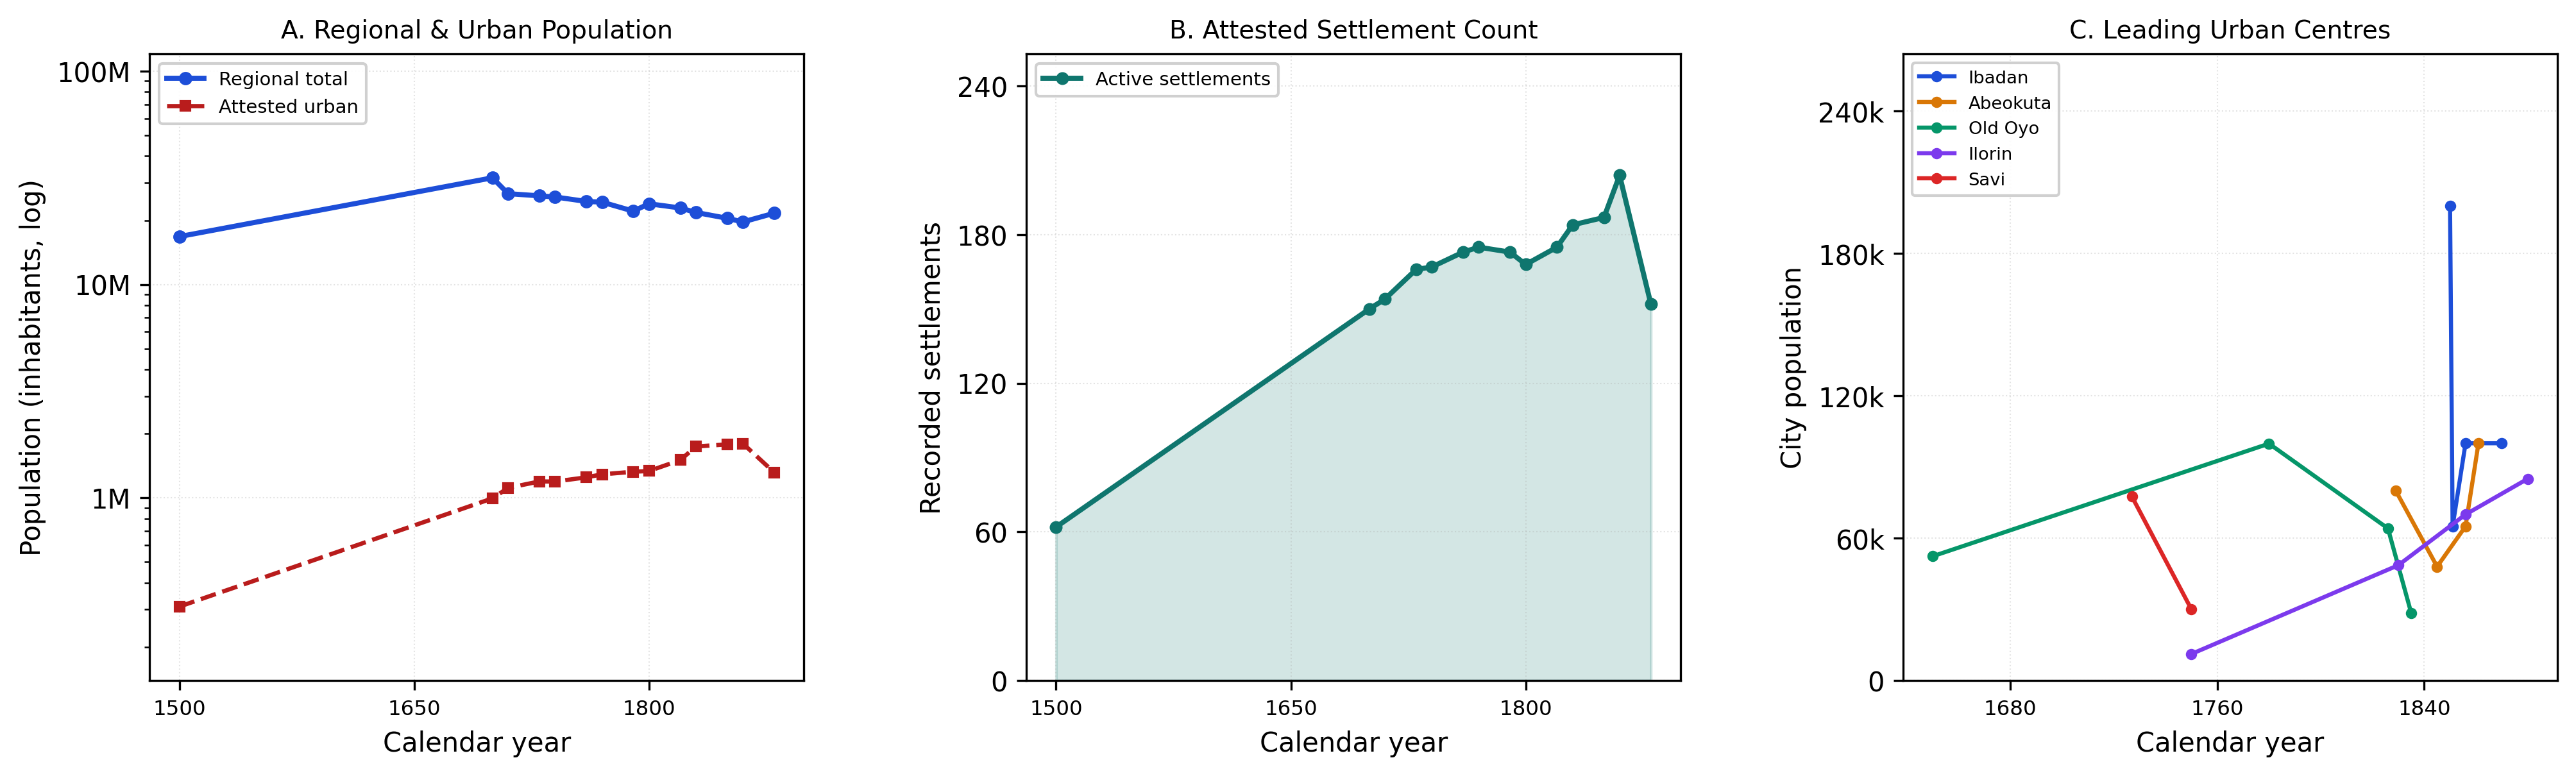 A. Regional & Urban Population
Population (inhabitants, log)
100M
10M
1M
Regional total
Attested urban
1500
1650
1800
Calendar year
B. Attested Settlement Count
Recorded settlements
240
180
120
60
0
Active settlements
1500
1650
1800
Calendar year
C. Leading Urban Centres
City population
240k
180k
120k
60k
0
Ibadan
Abeokuta
Old Oyo
Ilorin
Savi
1680
1760
1840
Calendar year